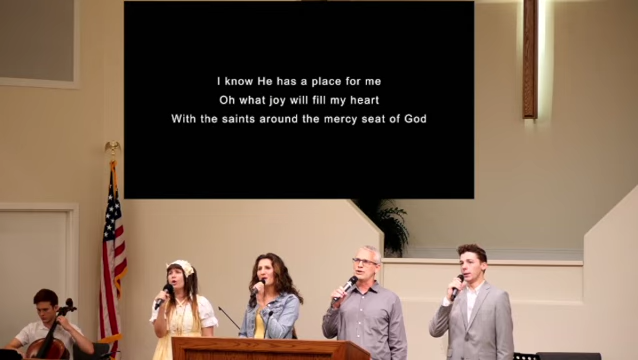 I know He has a place for me
Oh what joy will fill my heart
With the saints around the mercy seat of God